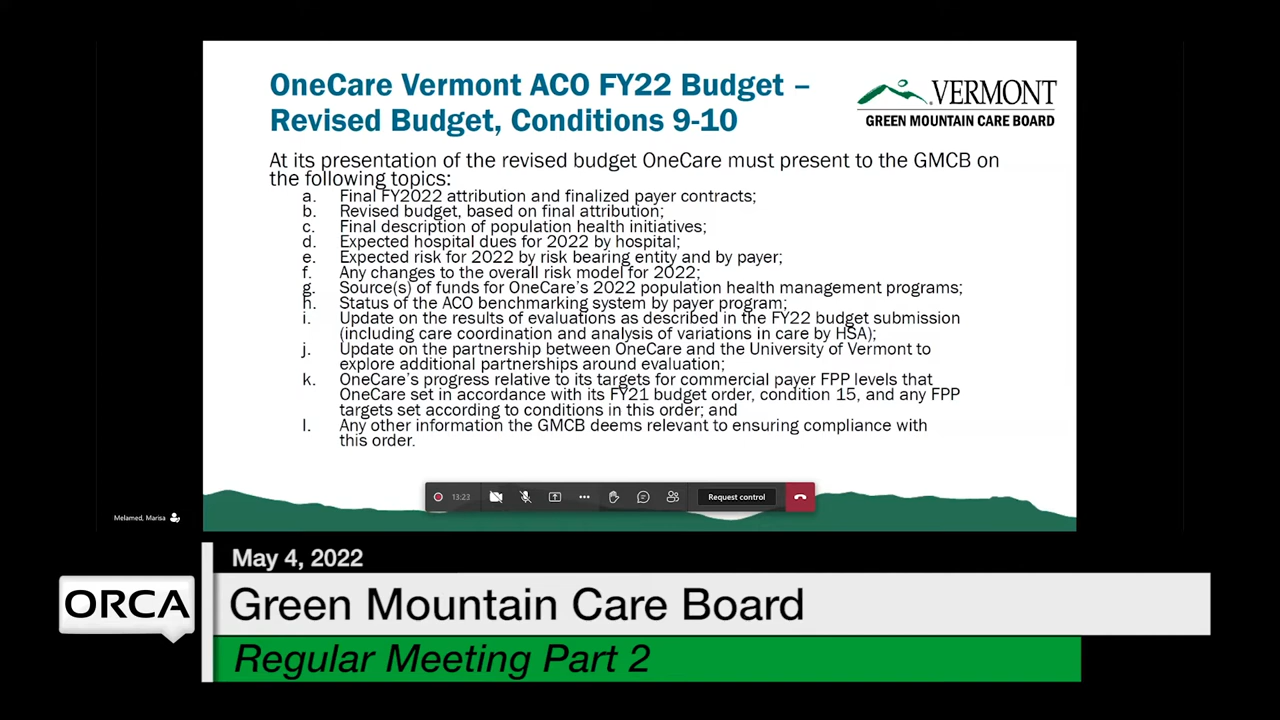 OneCare Vermont ACO FY22 Budget –
Revised Budget, Conditions 9-10
VERMONT
GREEN MOUNTAIN CARE BOARD
At its presentation of the revised budget OneCare must present to the GMCB on
the following topics:
a. Final FY2022 attribution and finalized payer contracts;
b. Revised budget, based on final attribution;
c. Final description of population health initiatives;
d. Expected hospital dues for 2022 by hospital;
e. Expected risk for 2022 by risk bearing entity and by payer;
f. Any changes to the overall risk model for 2022;
g. Source(s) of funds for OneCare's 2022 population health management programs;
h. Status of the ACO benchmarking system by payer program;
i. Update on the results of evaluations as described in the FY22 budget submission
(including care coordination and analysis of variations in care by HSA);
j. Update on the partnership between OneCare and the University of Vermont to
explore additional partnerships around evaluation;
k. OneCare's progress relative to its targets for commercial payer FPP levels that
OneCare set in accordance with its FY21 budget order, condition 15, and any FPP
targets set according to conditions in this order; and
l. Any other information the GMCB deems relevant to ensuring compliance with
this order.
13:23
Request control
Melamed, Marisa
May 4, 2022
ORCA
Green Mountain Care Board
Regular Meeting Part 2